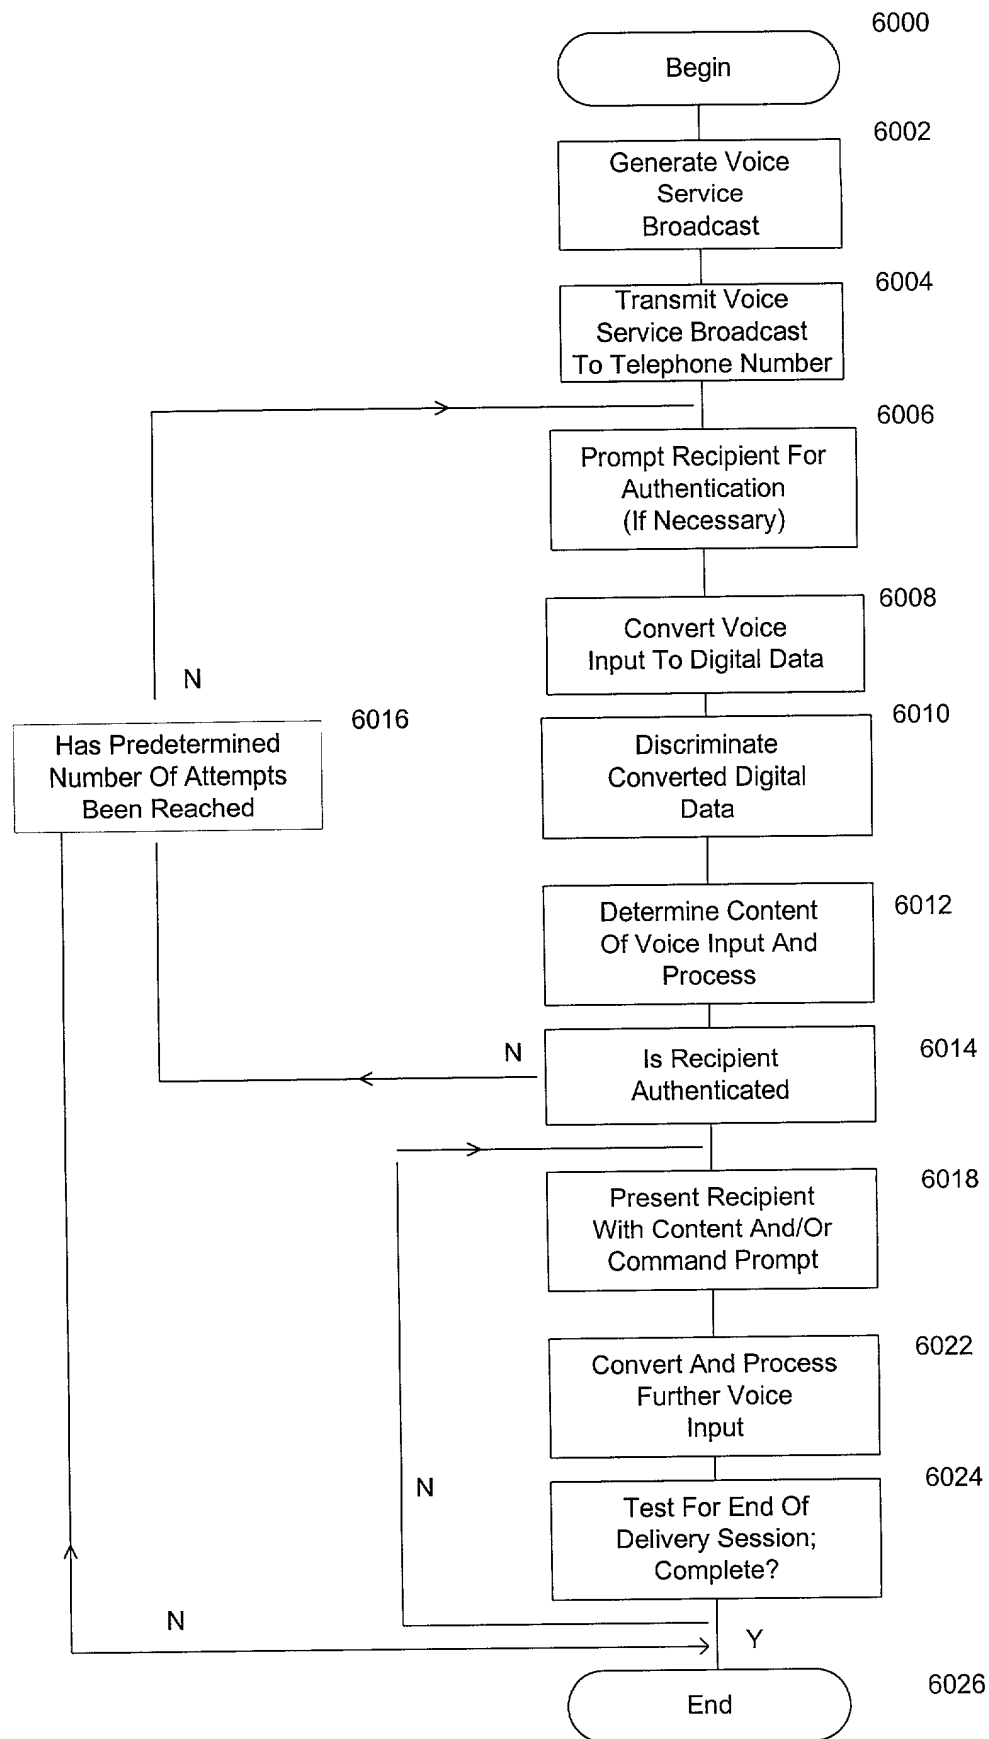 6000
Begin
6002
Generate Voice
Service
Broadcast
6004
Transmit Voice
Service Broadcast
To Telephone Number
6006
Prompt Recipient For
Authentication
(If Necessary)
6008
Convert Voice
Input To Digital Data
N
6016
Has Predetermined
Number Of Attempts
Been Reached
6010
Discriminate
Converted Digital
Data
6012
Determine Content
Of Voice Input And
Process
N
6014
Is Recipient
Authenticated
6018
Present Recipient
With Content And/Or
Command Prompt
6022
Convert And Process
Further Voice
Input
N
6024
Test For End Of
Delivery Session;
Complete?
N
Y
6026
End